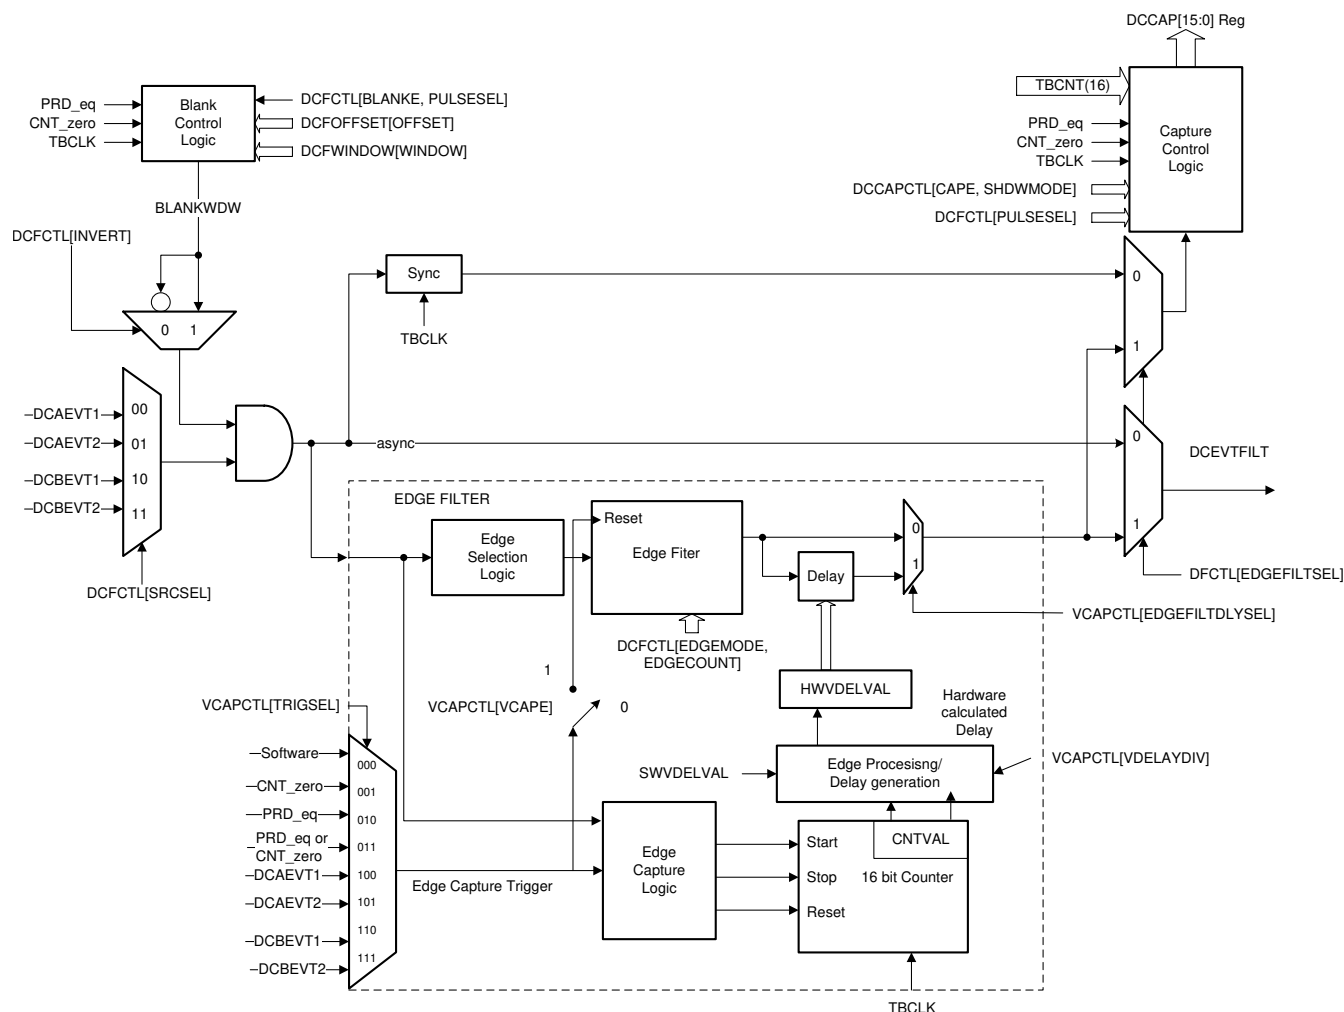 DCCAP[15:0] Reg
PRD_eq
CNT_zero
TBCLK
Blank
Control
Logic
DCFCTL[BLANKE, PULSESEL]
DCFOFFSET[OFFSET]
DCFWINDOW[WINDOW]
TBCNT(16)
PRD_eq
CNT_zero
TBCLK
DCCAPCTL[CAPE, SHDWMODE]
DCFCTL[PULSESEL]
Capture
Control
Logic
BLANKWDW
DCFCTL[INVERT]
0 1
Sync
TBCLK
0
1
DCAEVT1
DCAEVT2
DCBEVT1
DCBEVT2
00
01
10
11
DCFCTL[SRCSEL]
async
0
1
DCEVTFILT
DFCTL[EDGEFILTSEL]
EDGE FILTER
Edge
Selection
Logic
Reset
Edge Fiter
DCFCTL[EDGEMODE,
EDGECOUNT]
Delay
0
1
VCAPCTL[EDGEFILTDLYSEL]
HWVDELVAL
Hardware
calculated
Delay
1
VCAPCTL[VCAPE]
0
VCAPCTL[TRIGSEL]
Software
CNT_zero
PRD_eq
PRD_eq or
CNT_zero
DCAEVT1
DCAEVT2
DCBEVT1
DCBEVT2
000
001
010
011
100
101
110
111
Edge Capture Trigger
SWVDELVAL
Edge Procesisng/
Delay generation
VCAPCTL[VDELAYDIV]
Edge
Capture
Logic
Start
Stop
Reset
CNTVAL
16 bit Counter
TBCLK